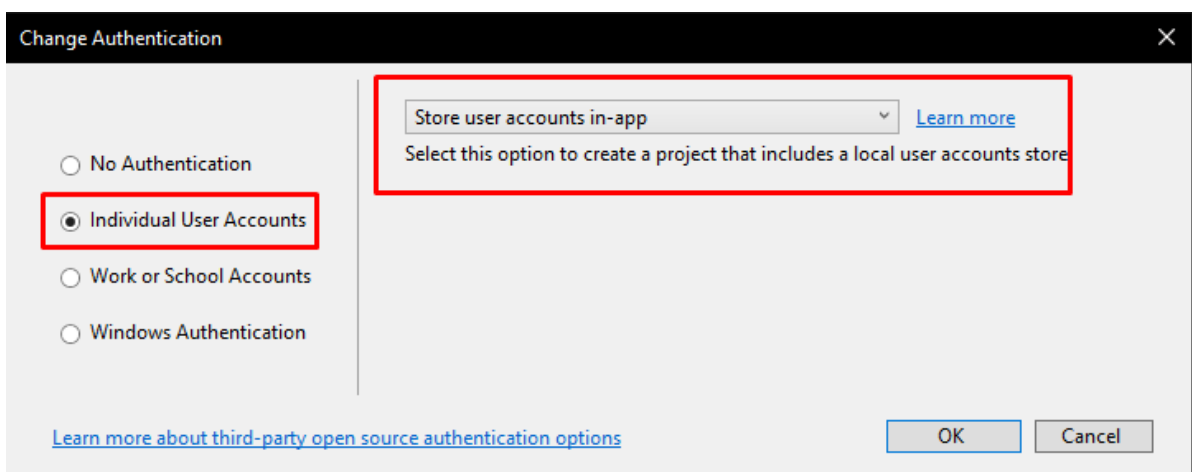 Change Authentication
No Authentication
Individual User Accounts
Work or School Accounts
Windows Authentication
Store user accounts in-app
Learn more
Select this option to create a project that includes a local user accounts store
Learn more about third-party open source authentication options
OK
Cancel